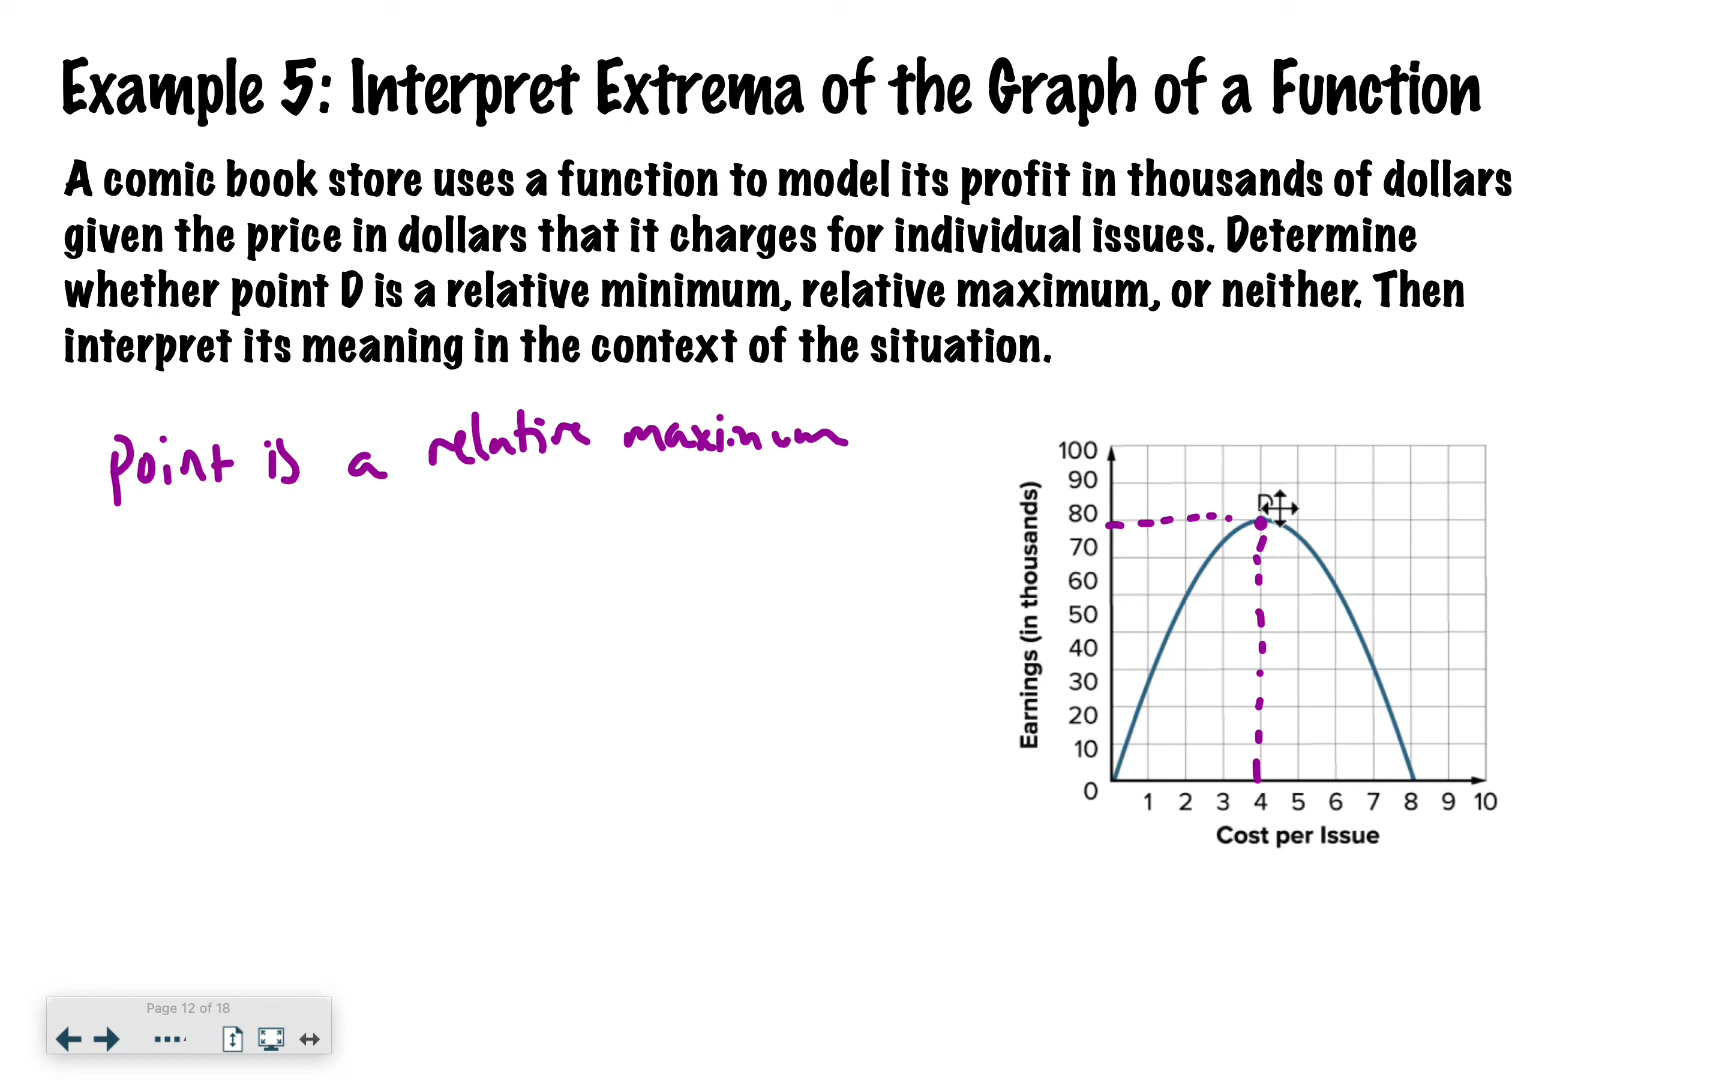 Example 5: Interpret Extrema of the Graph of a Function
A comic book store uses a function to model its profit in thousands of dollars
given the price in dollars that it charges for individual issues. Determine
whether point D is a relative minimum, relative maximum, or neither. Then
interpret its meaning in the context of the situation.
point is a relative maximum
Earnings (in thousands)
100
90
80
70
60
50
40
30
20
10
0
D
1 2 3 4 5 6 7 8 9 10
Cost per Issue
Page 12 of 18